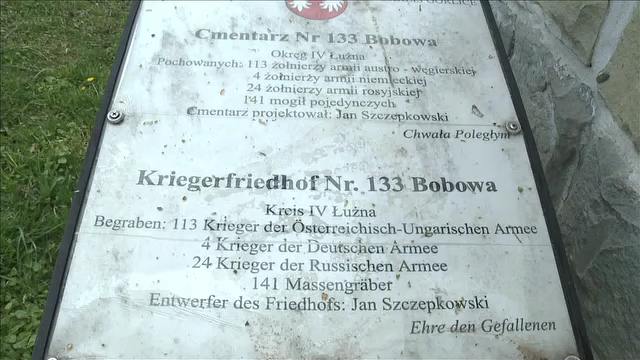 GORLICE
Cmentarz Nr 133 Bobowa
Okręg IV Łużna
Pochowanych: 113 żołnierzy armii austro - węgierskiej
4 żołnierzy armii niemieckiej
24 żołnierzy armii rosyjskiej
141 mogił pojedynczych
Cmentarz projektował: Jan Szczepkowski
Chwała Poległym
Kriegerfriedhof Nr. 133 Bobowa
Kreis IV Łużna
Begraben: 113 Krieger der Österreichisch-Ungarischen Armee
4 Krieger der Deutschen Armee
24 Krieger der Russischen Armee
141 Massengräber
Entwerfer des Friedhofs: Jan Szczepkowski
Ehre den Gefallenen